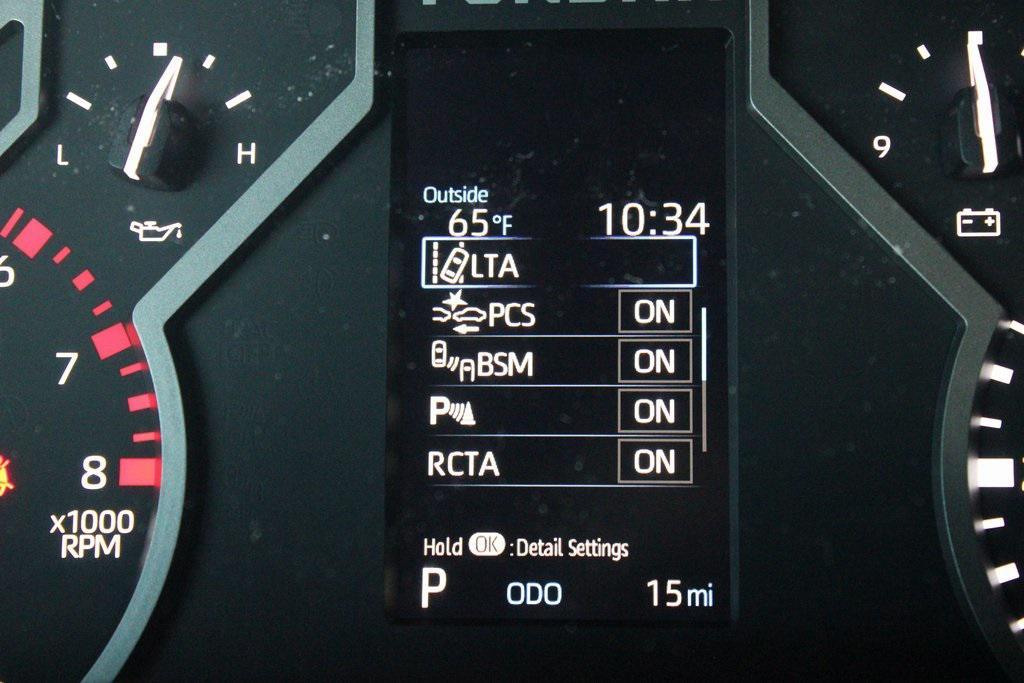 L
H
9
Outside
65°F
10:34
LTA
PCS ON
BSM ON
P ON
RCTA ON
Hold OK : Detail Settings
P ODO 15 mi
6
7
8
x1000
RPM